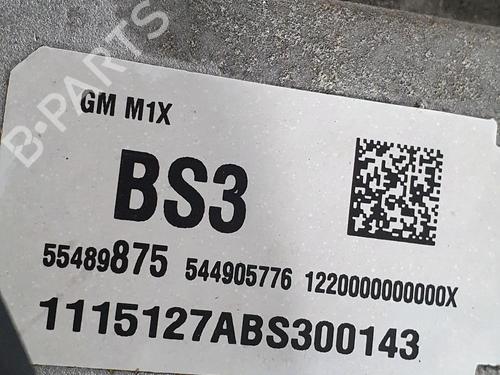 B-PARTS
GM M1X
BS3
55489875 544905776 1220000000000X
1115127ABS300143